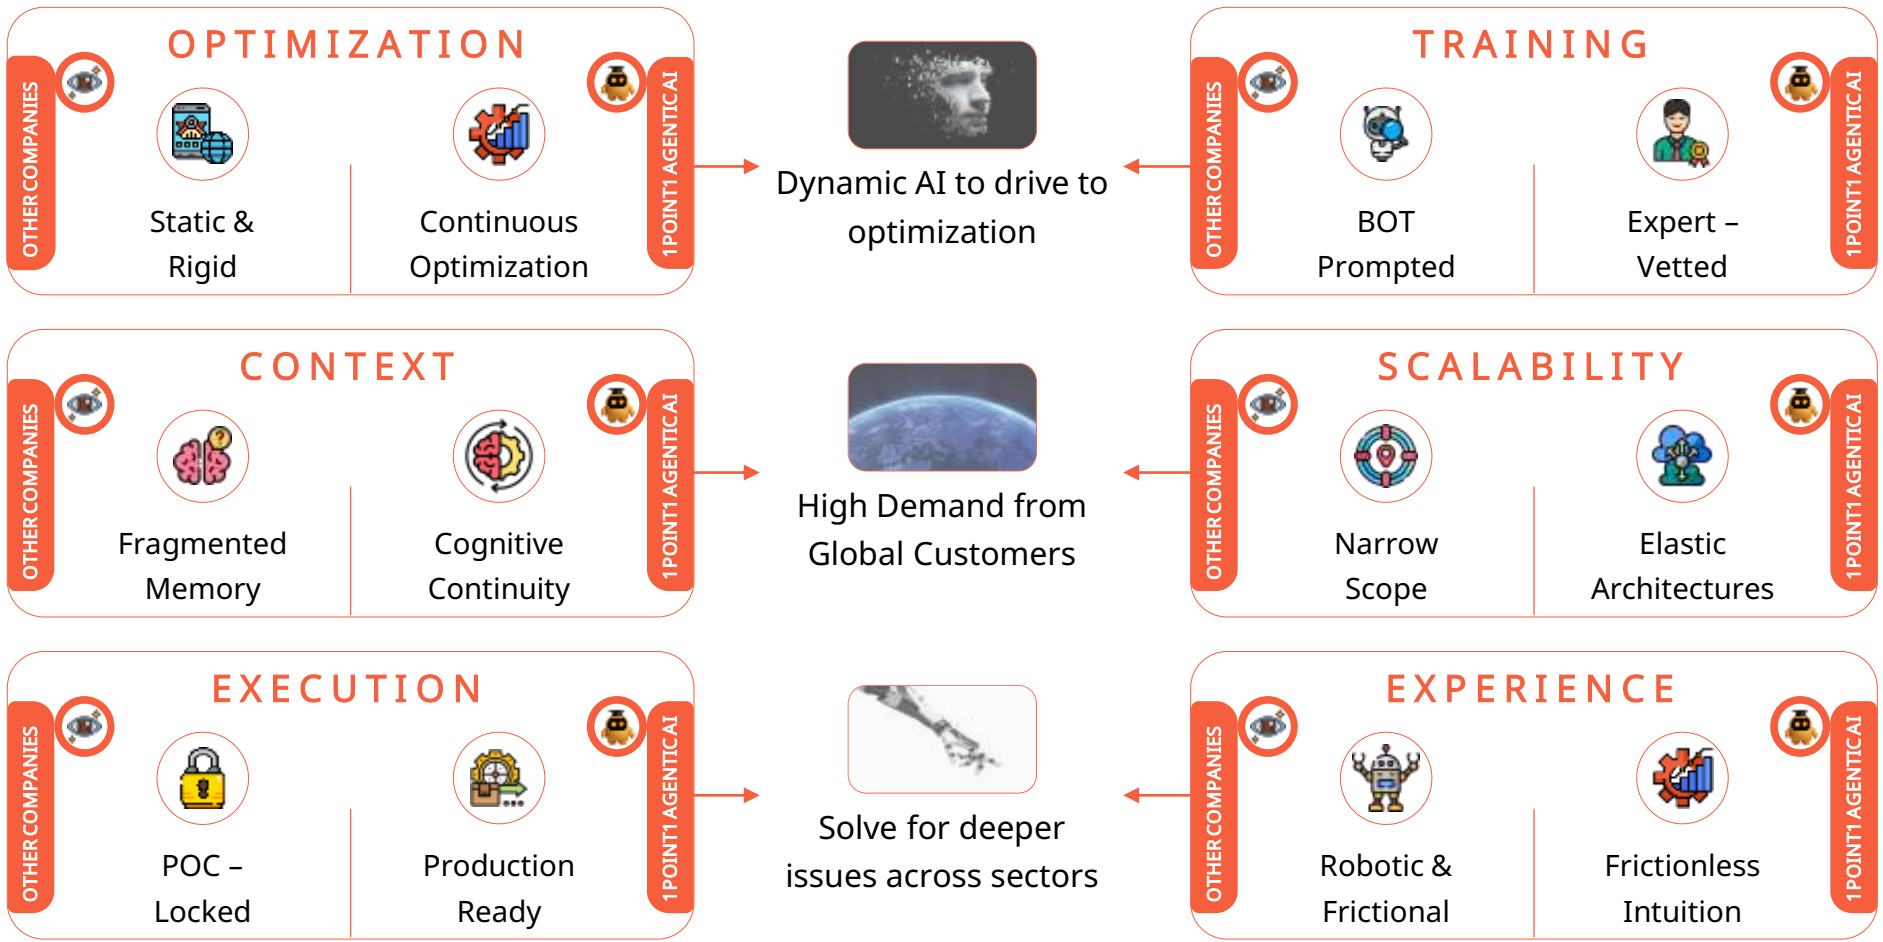 OPTIMIZATION
OTHER COMPANIES
Static &
Rigid
Continuous
Optimization
1POINT1 AGENTIC AI
Dynamic AI to drive to
optimization
TRAINING
OTHER COMPANIES
BOT
Prompted
Expert –
Vetted
1POINT1 AGENTIC AI
CONTEXT
OTHER COMPANIES
Fragmented
Memory
Cognitive
Continuity
1POINT1 AGENTIC AI
High Demand from
Global Customers
SCALABILITY
OTHER COMPANIES
Narrow
Scope
Elastic
Architectures
1POINT1 AGENTIC AI
EXECUTION
OTHER COMPANIES
POC –
Locked
Production
Ready
1POINT1 AGENTIC AI
Solve for deeper
issues across sectors
EXPERIENCE
OTHER COMPANIES
Robotic &
Frictional
Frictionless
Intuition
1POINT1 AGENTIC AI